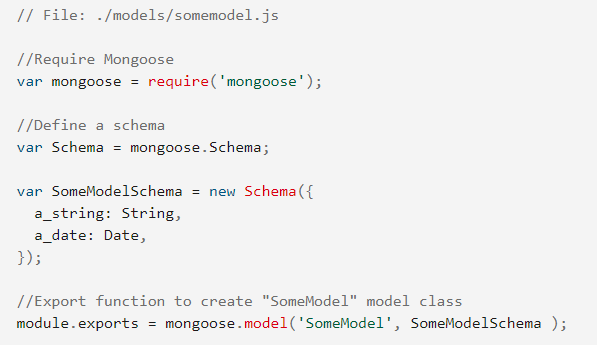 // File: ./models/somemodel.js

//Require Mongoose
var mongoose = require('mongoose');

//Define a schema
var Schema = mongoose.Schema;

var SomeModelSchema = new Schema({
  a_string: String,
  a_date: Date,
});

//Export function to create "SomeModel" model class
module.exports = mongoose.model('SomeModel', SomeModelSchema );